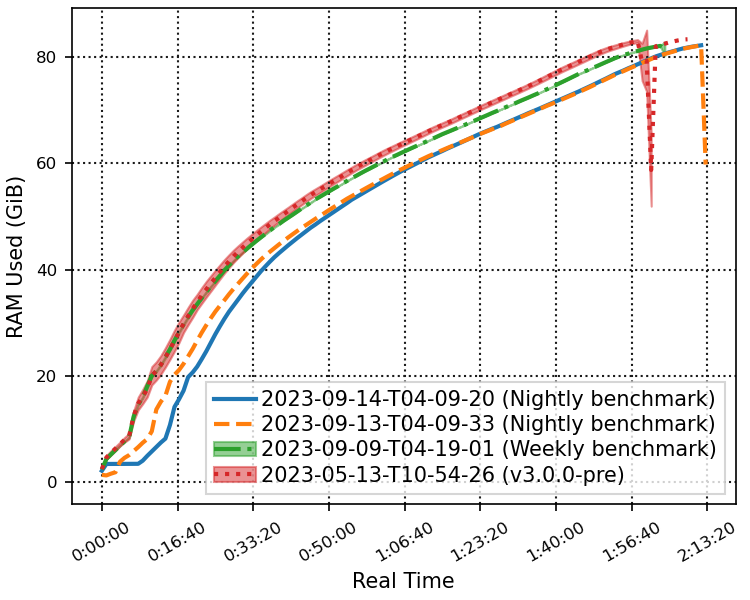 80
60
40
20
0
RAM Used (GiB)
2023-09-14-T04-09-20 (Nightly benchmark)
2023-09-13-T04-09-33 (Nightly benchmark)
2023-09-09-T04-19-01 (Weekly benchmark)
2023-05-13-T10-54-26 (v3.0.0-pre)
0:00:00 0:16:40 0:33:20 0:50:00 1:06:40 1:23:20 1:40:00 1:56:40 2:13:20
Real Time